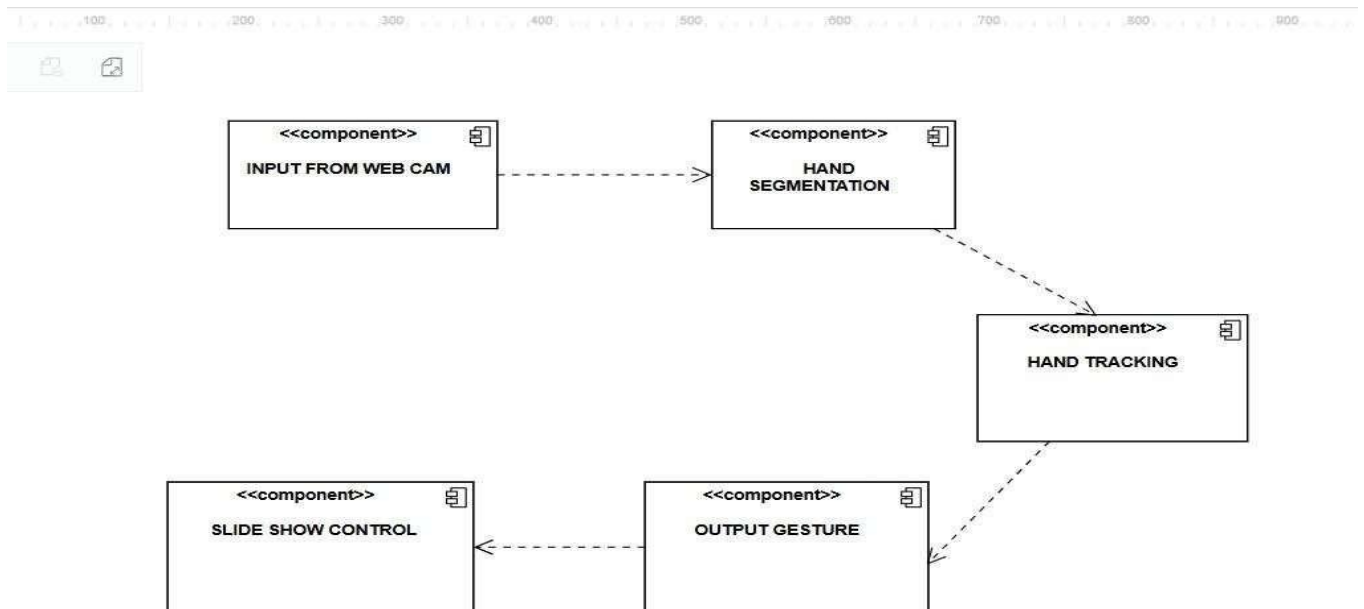 100 200 300 400 500 600 700 800 900
<<component>>
INPUT FROM WEB CAM
<<component>>
HAND
SEGMENTATION
<<component>>
HAND TRACKING
<<component>>
SLIDE SHOW CONTROL
<<component>>
OUTPUT GESTURE